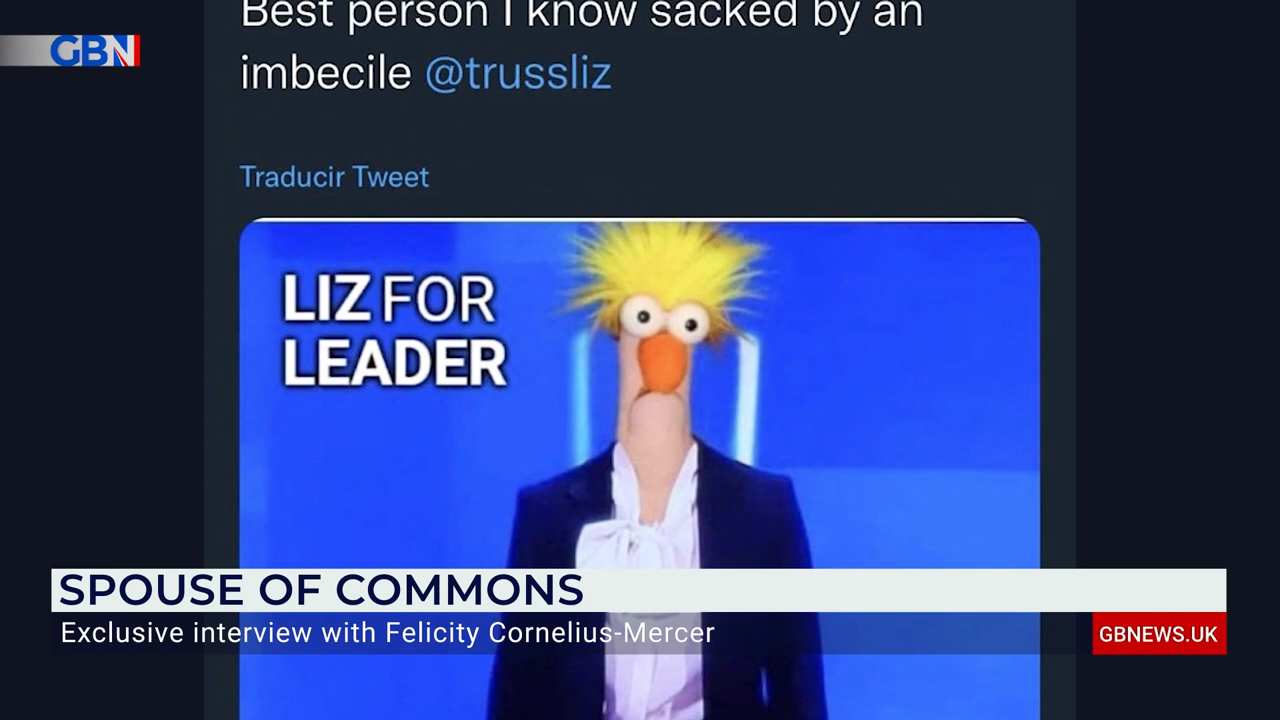 Best person I know sacked by an
GBN
imbecile @trussliz
Traducir Tweet
LIZ FOR
LEADER
SPOUSE OF COMMONS
Exclusive interview with Felicity Cornelius-Mercer
GBNEWS.UK